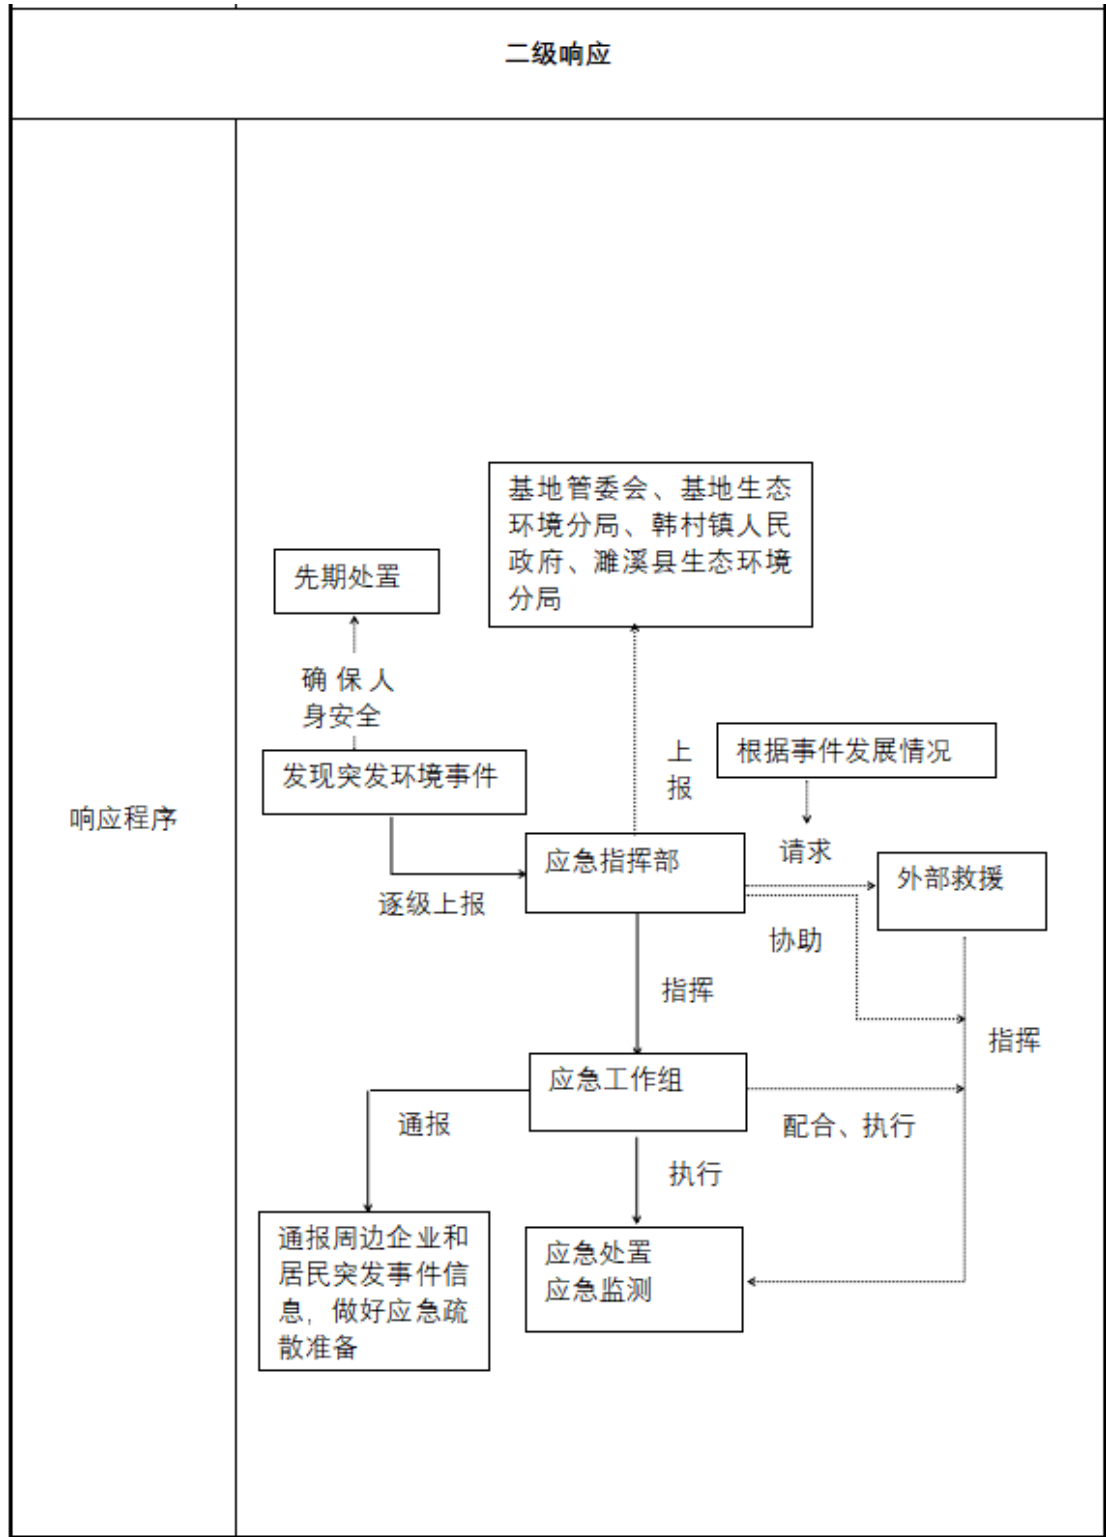 二级响应
响应程序
基地管委会、基地生态
环境分局、韩村镇人民
政府、濉溪县生态环境
分局
先期处置
确保人
身安全
发现突发环境事件
上
报
根据事件发展情况
请求
应急指挥部
外部救援
逐级上报
协助
指挥
指挥
应急工作组
通报
配合、执行
执行
通报周边企业和
居民突发事件信
息，做好应急疏
散准备
应急处置
应急监测